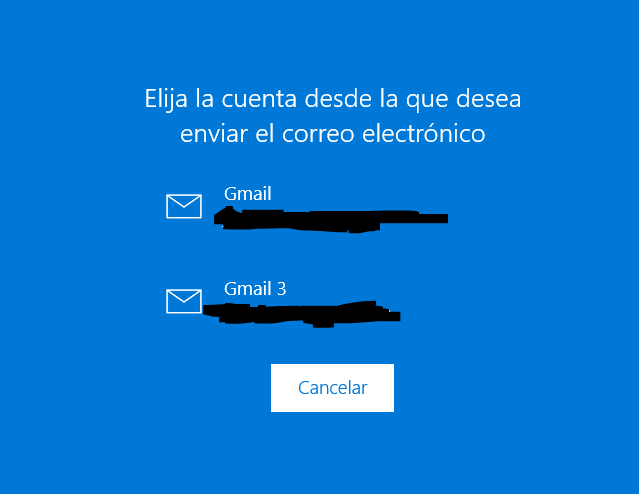 Elija la cuenta desde la que desea
enviar el correo electrónico
Gmail
Gmail 3
Cancelar